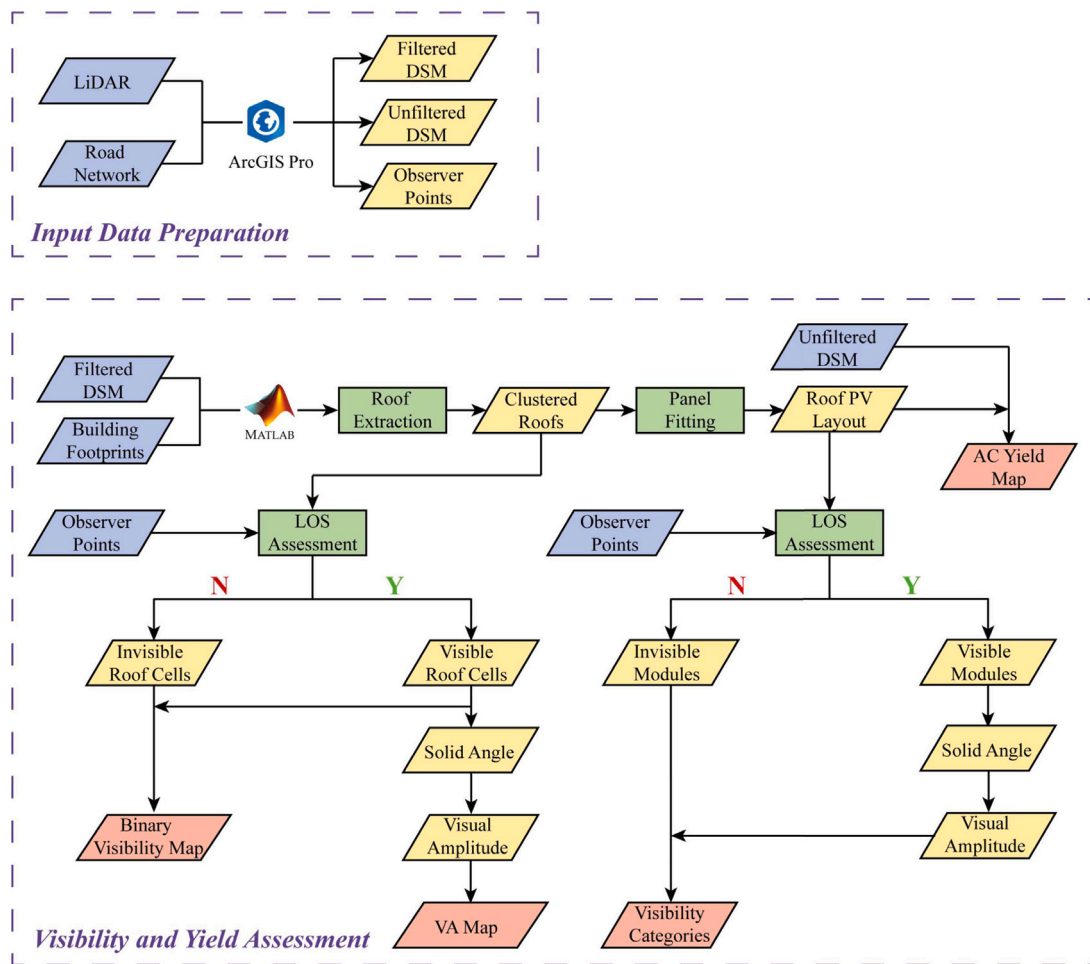 Filtered
DSM
LiDAR
Unfiltered
DSM
Road
Network
ArcGIS Pro
Observer
Points
Input Data Preparation
Unfiltered
DSM
Filtered
DSM
Building
Footprints
MATLAB
Roof
Extraction
Clustered
Roofs
Panel
Fitting
Roof PV
Layout
AC Yield
Map
Observer
Points
LOS
Assessment
Observer
Points
LOS
Assessment
N
Y
N
Y
Invisible
Roof Cells
Visible
Roof Cells
Invisible
Modules
Visible
Modules
Solid Angle
Solid Angle
Binary
Visibility Map
Visual
Amplitude
Visual
Amplitude
VA Map
Visibility
Categories
Visibility and Yield Assessment